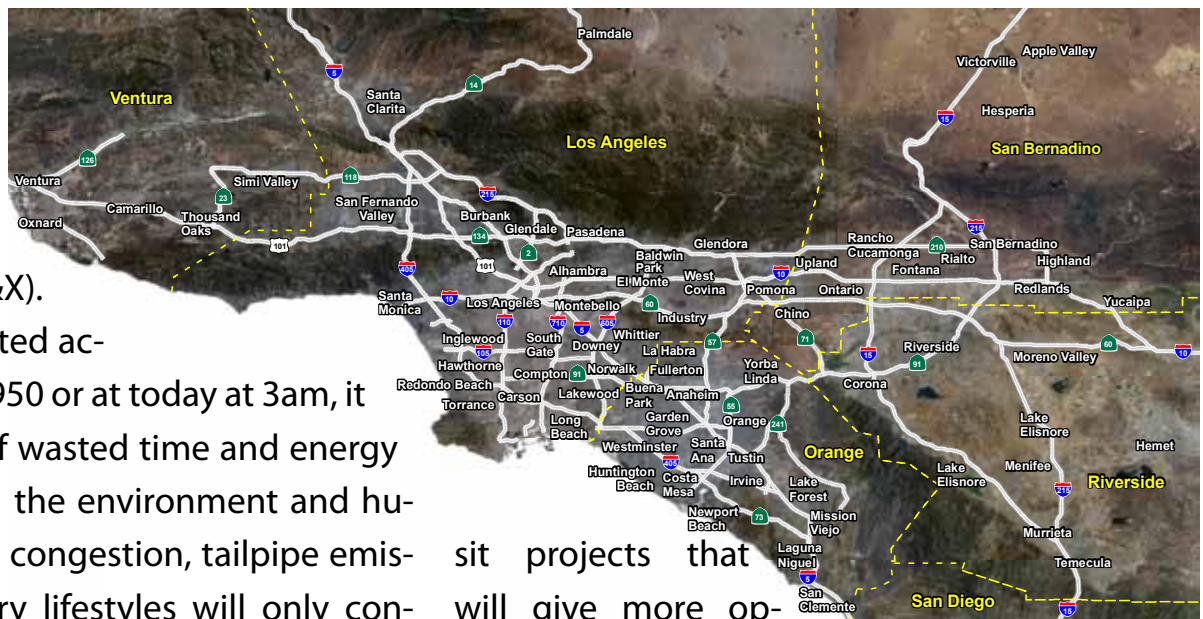 Palmdale
Victorville
Apple Valley
5
14
Santa
Clarita
Ventura
Hesperia
15
Los Angeles
San Bernadino
126
Ventura
Simi Valley
118
23
215
San Fernando
Valley
Camarillo
Thousand
Oaks
Oxnard
101
Burbank
134
Glendale
Pasadena
2
101
405
Glendora
Baldwin
Park
El Monte
West
Covina
Alhambra
10
Upland
Rancho
Cucamonga
210
215
San Bernardino
Rialto
Fontana
Highland
Redlands
Yucaipa
Santa
Monica
10
Los Angeles
Montebello
60
Industry
Pomona
Ontario
Chino
110
710
5
605
Whittier
Inglewood
105
South
Gate
Downey
La Habra
57
71
15
Riverside
91
60
10
Moreno Valley
Hawthorne
Compton
91
Norwalk
Fullerton
Yorba
Linda
Corona
Redondo Beach
Torrance
Carson
Lakewood
Buena
Park
Anaheim
55
Orange
241
Long
Beach
Garden
Grove
Westminster
Santa
Ana
Tustin
Orange
Lake
Elisnore
Hemet
405
Huntington
Beach
Costa
Mesa
Irvine
Lake
Forest
Lake
Elisnore
Menifee
215
Riverside
Newport
Beach
73
Mission
Viejo
Murrieta
Laguna
Niguel
Temecula
5
San
Clemente
San Diego
15
&X).
ted ac-
950 or at today at 3am, it
f wasted time and energy
the environment and hu-
congestion, tailpipe emis-
ry lifestyles will only con-
sit projects that
will give more op-